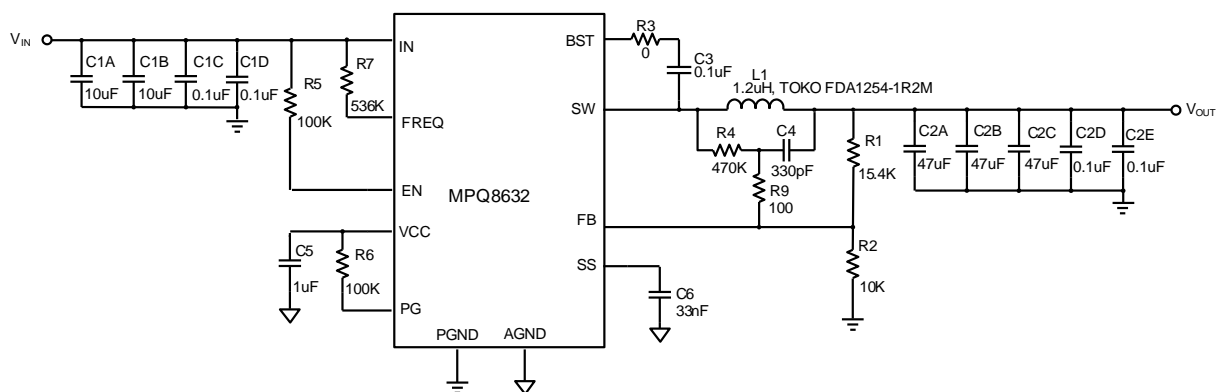 V_IN
C1A
10uF
C1B
10uF
C1C
0.1uF
C1D
0.1uF
R5
100K
R7
536K
C5
1uF
R6
100K
IN
FREQ
EN
VCC
PG
MPQ8632
BST
SW
FB
SS
PGND
AGND
R3
0
C3
0.1uF
L1
1.2uH, TOKO FDA1254-1R2M
R4
470K
C4
330pF
R9
100
R1
15.4K
R2
10K
C6
33nF
C2A
47uF
C2B
47uF
C2C
47uF
C2D
0.1uF
C2E
0.1uF
V_OUT